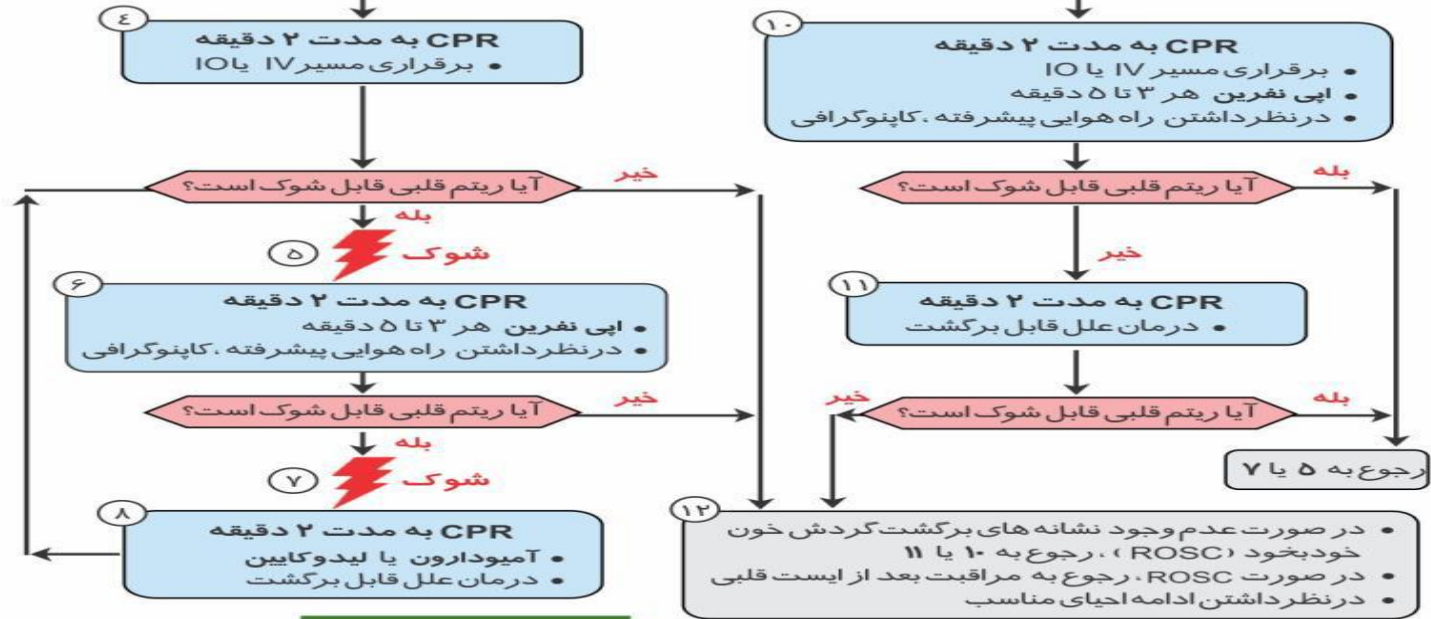 ۴
CPR به مدت ۲ دقیقه
• برقراری مسیر IV یا IO
آیا ریتم قلبی قابل شوک است؟
خیر
بله
۵
شوک
۶
CPR به مدت ۲ دقیقه
• اپی نفرین هر ۳ تا ۵ دقیقه
• درنظرداشتن راه هوایی پیشرفته، کاپنوگرافی
آیا ریتم قلبی قابل شوک است؟
خیر
بله
۷
شوک
۸
CPR به مدت ۲ دقیقه
• آمیودارون یا لیدوکایین
• درمان علل قابل برگشت
۱۰
CPR به مدت ۲ دقیقه
• برقراری مسیر IV یا IO
• اپی نفرین هر ۳ تا ۵ دقیقه
• درنظرداشتن راه هوایی پیشرفته، کاپنوگرافی
آیا ریتم قلبی قابل شوک است؟
بله
خیر
۱۱
CPR به مدت ۲ دقیقه
• درمان علل قابل برگشت
آیا ریتم قلبی قابل شوک است؟
بله
خیر
رجوع به ۵ یا ۷
۱۲
• در صورت عدم وجود نشانه های برگشت گردش خون
خودبخود (ROSC)، رجوع به ۱۰ یا ۱۱
• در صورت ROSC، رجوع به مراقبت بعد از ایست قلبی
• درنظرداشتن ادامه احیای مناسب